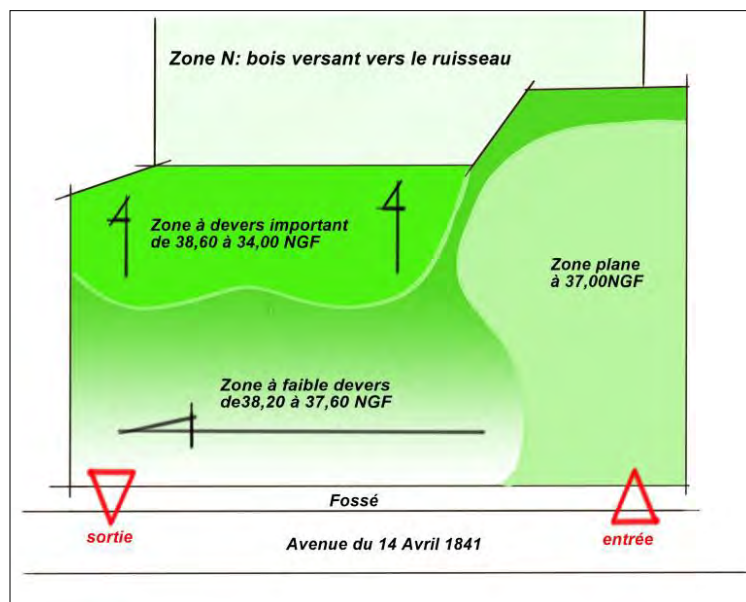 Zone N: bois versant vers le ruisseau
Zone à devers important
de 38,60 à 34,00 NGF
Zone plane
à 37,00NGF
Zone à faible devers
de38,20 à 37,60 NGF
Fossé
sortie
entrée
Avenue du 14 Avril 1841